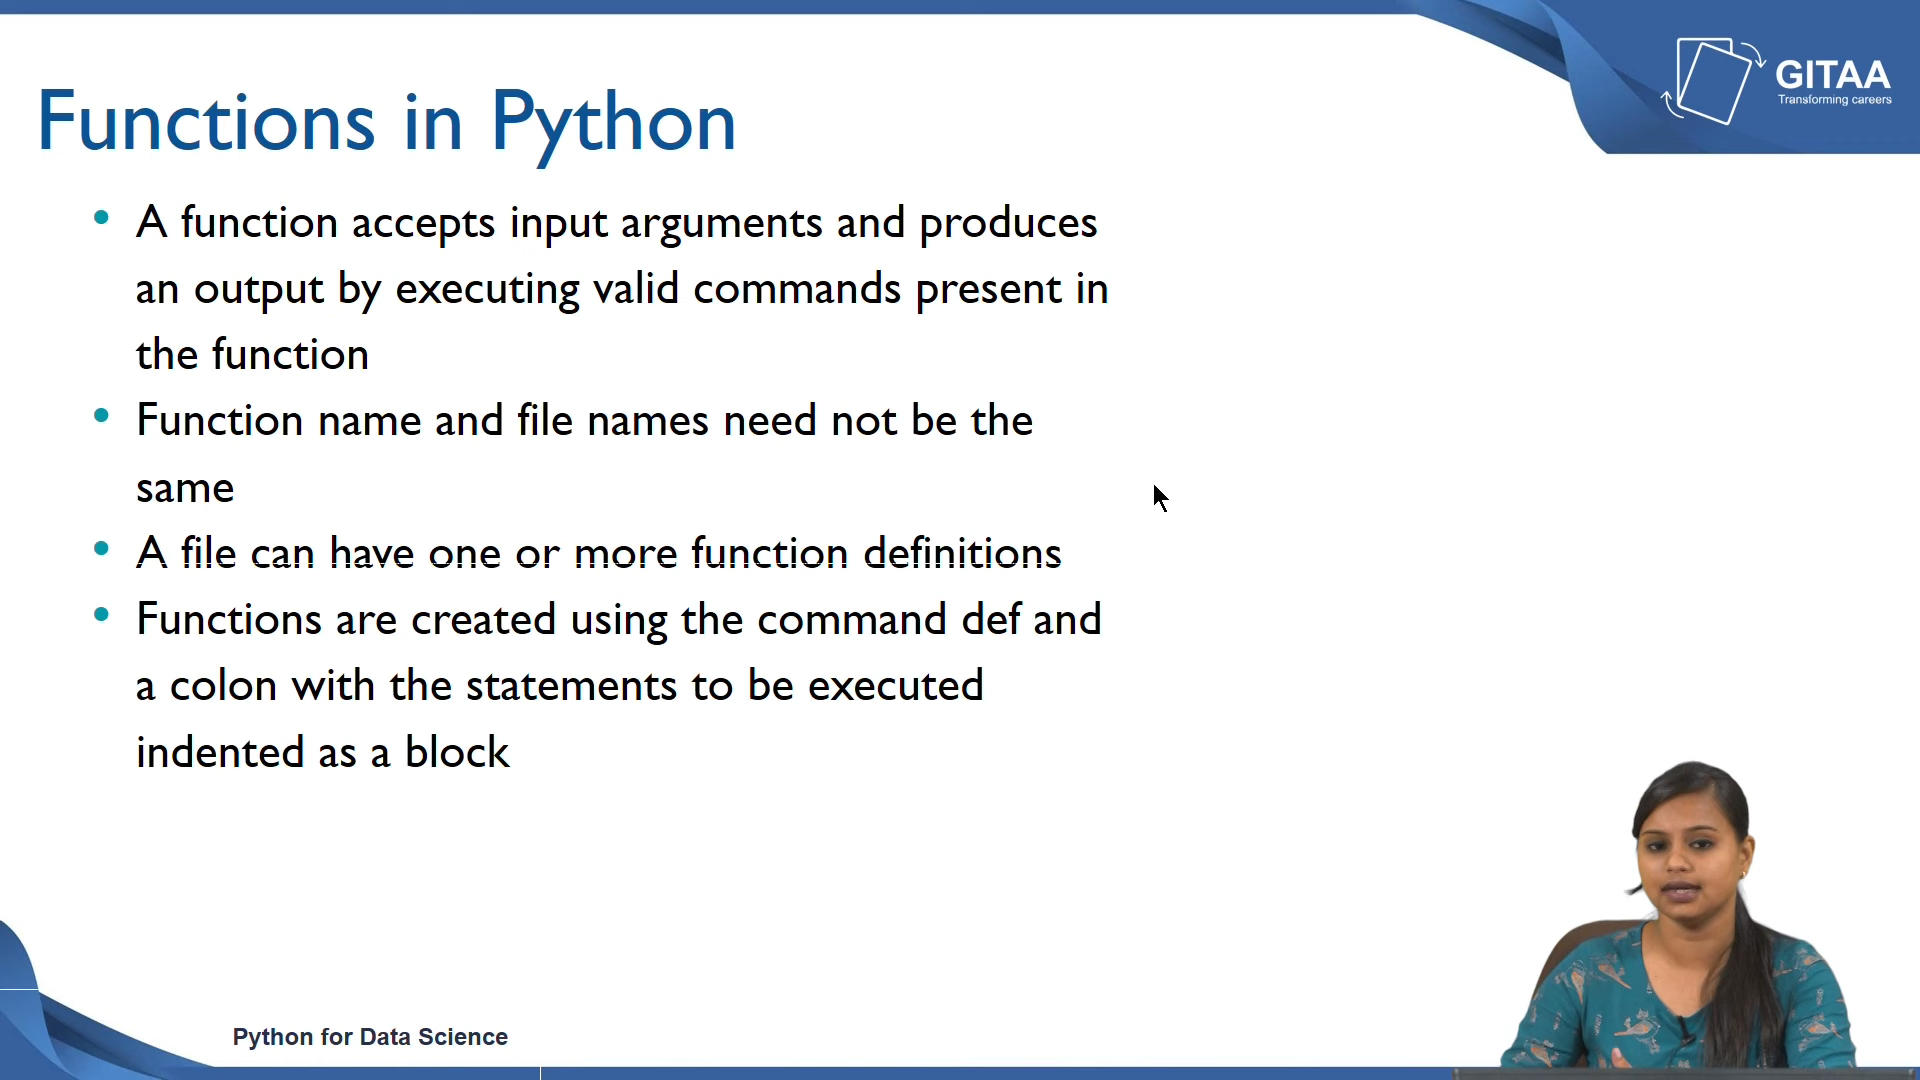 GITAA
Transforming careers
Functions in Python
• A function accepts input arguments and produces
an output by executing valid commands present in
the function
• Function name and file names need not be the
same
• A file can have one or more function definitions
• Functions are created using the command def and
a colon with the statements to be executed
indented as a block
Python for Data Science